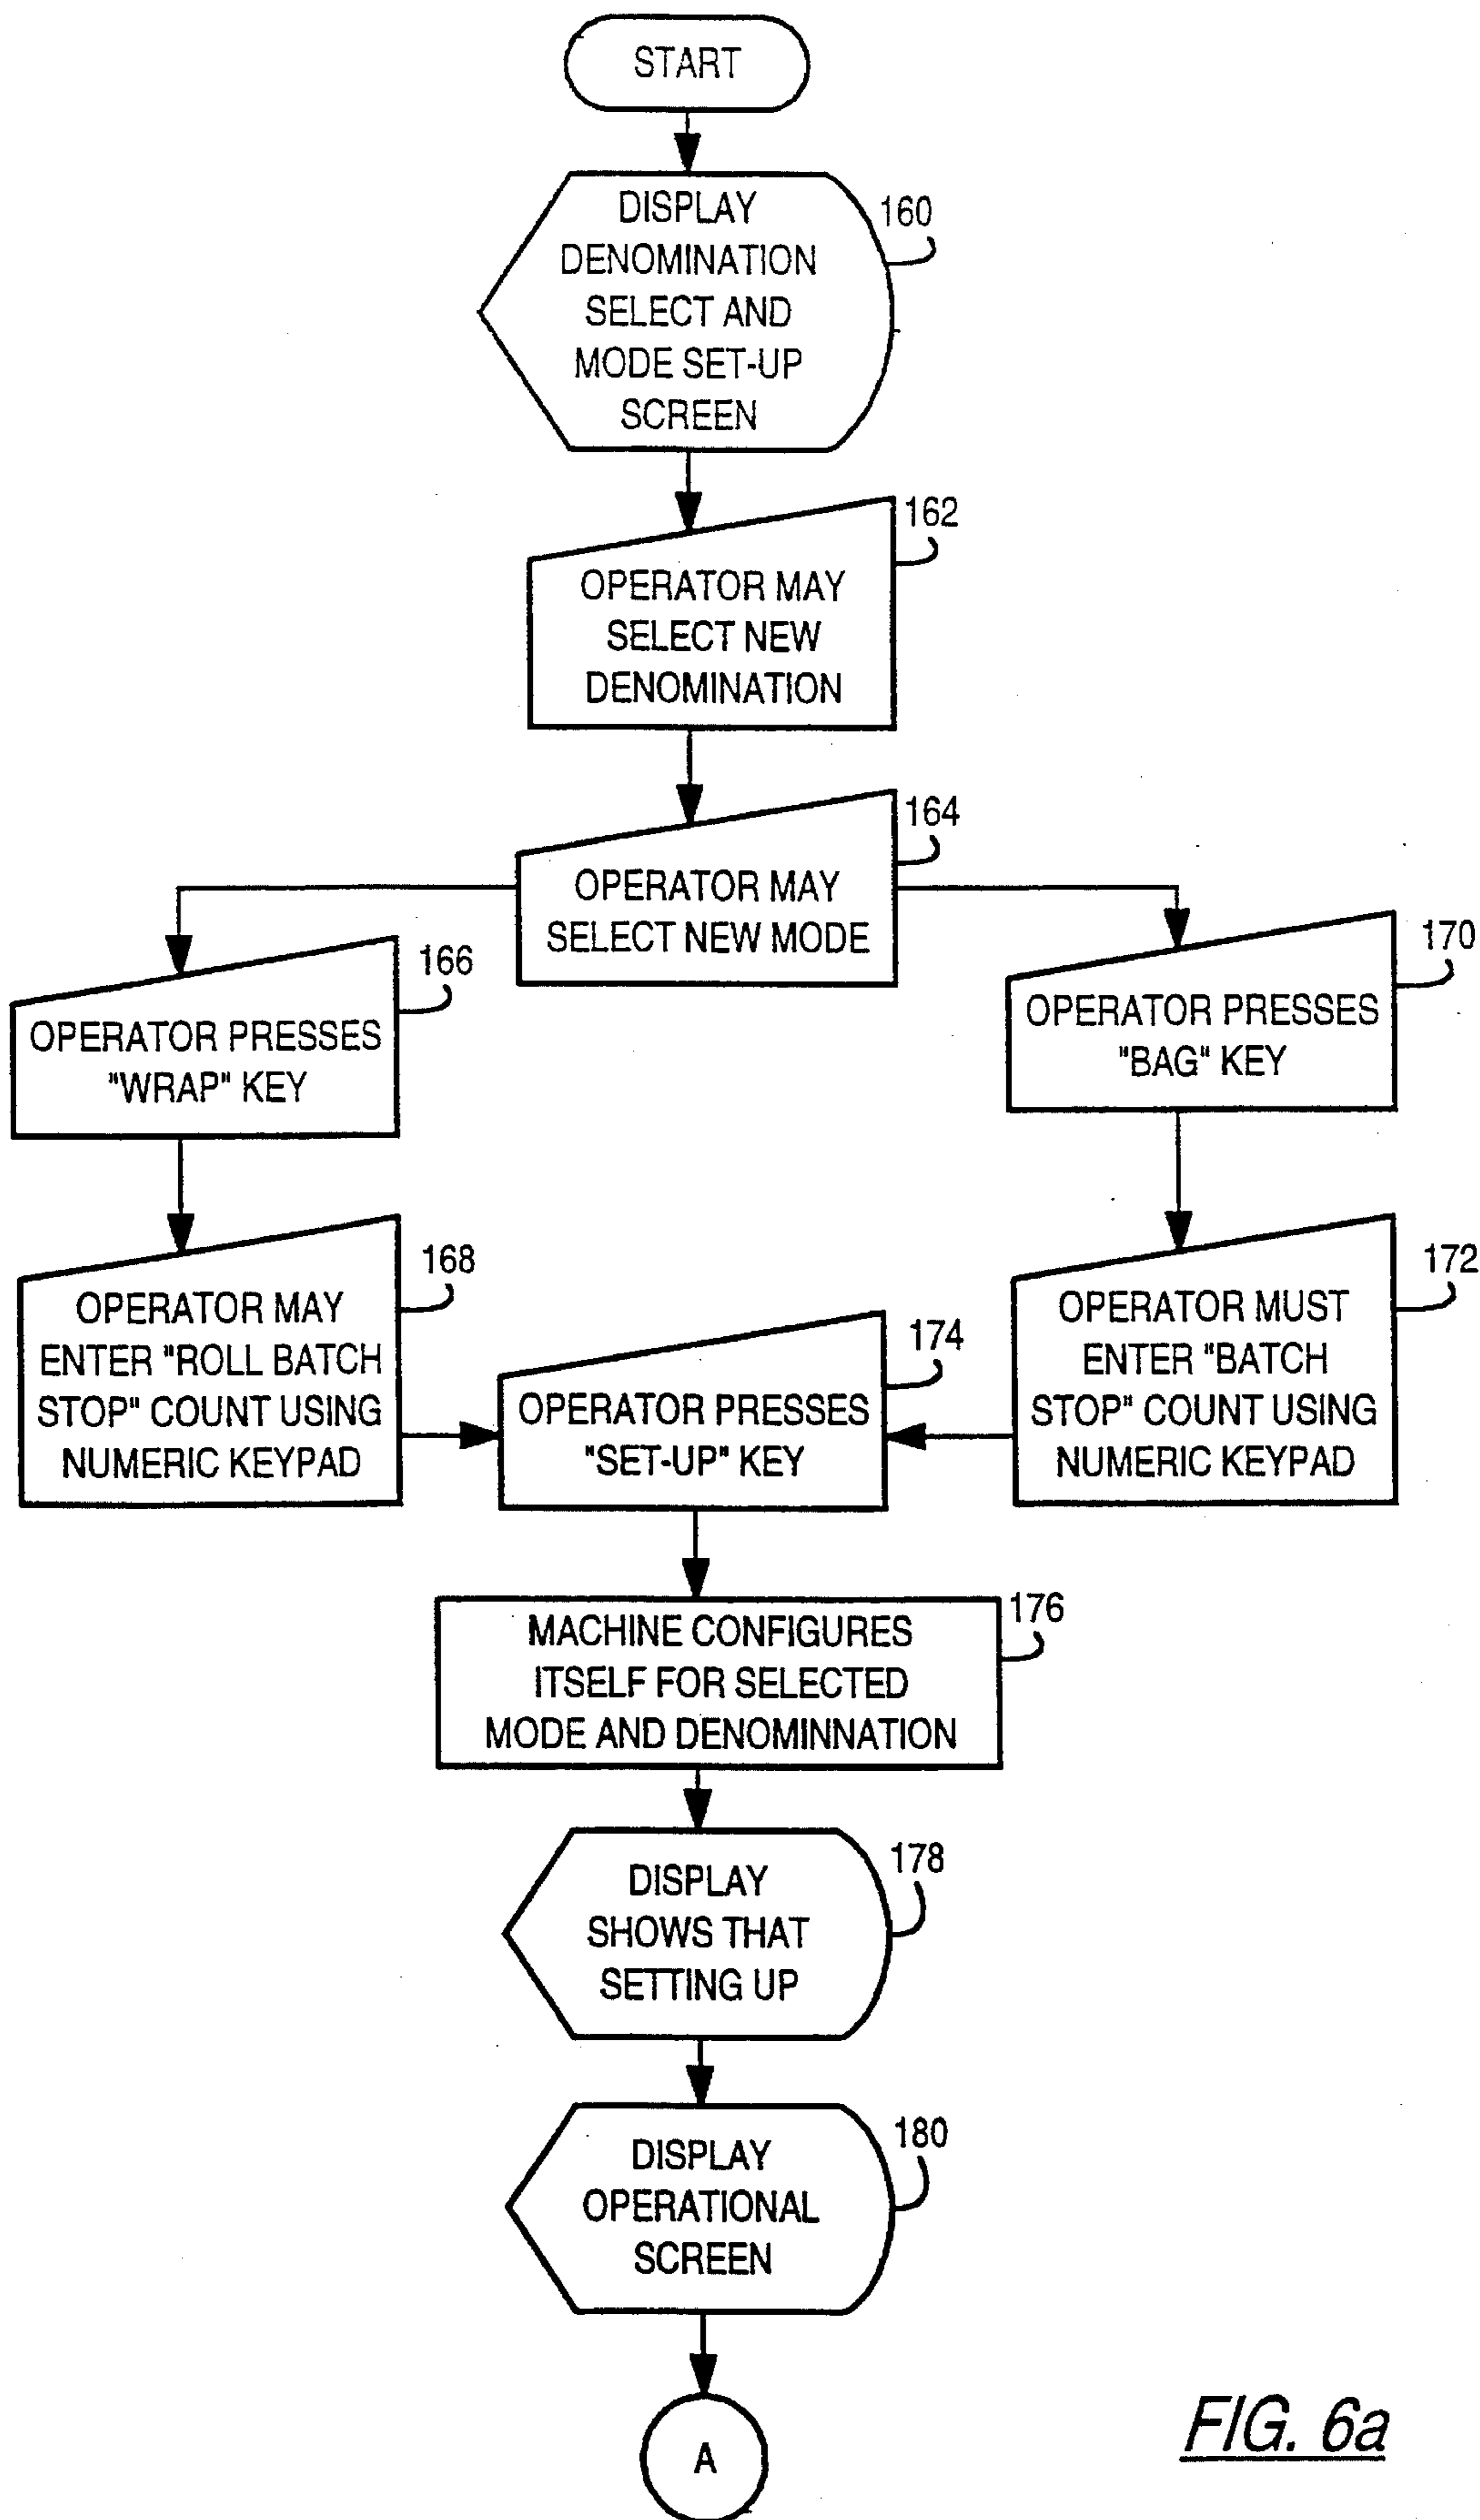 START
DISPLAY
DENOMINATION
SELECT AND
MODE SET-UP
SCREEN
160
OPERATOR MAY
SELECT NEW
DENOMINATION
162
OPERATOR MAY
SELECT NEW MODE
164
OPERATOR PRESSES
"WRAP" KEY
166
OPERATOR PRESSES
"BAG" KEY
170
OPERATOR MAY
ENTER "ROLL BATCH
STOP" COUNT USING
NUMERIC KEYPAD
168
OPERATOR MUST
ENTER "BATCH
STOP" COUNT USING
NUMERIC KEYPAD
172
OPERATOR PRESSES
"SET-UP" KEY
174
MACHINE CONFIGURES
ITSELF FOR SELECTED
MODE AND DENOMINNATION
176
DISPLAY
SHOWS THAT
SETTING UP
178
DISPLAY
OPERATIONAL
SCREEN
180
A
FIG. 6a